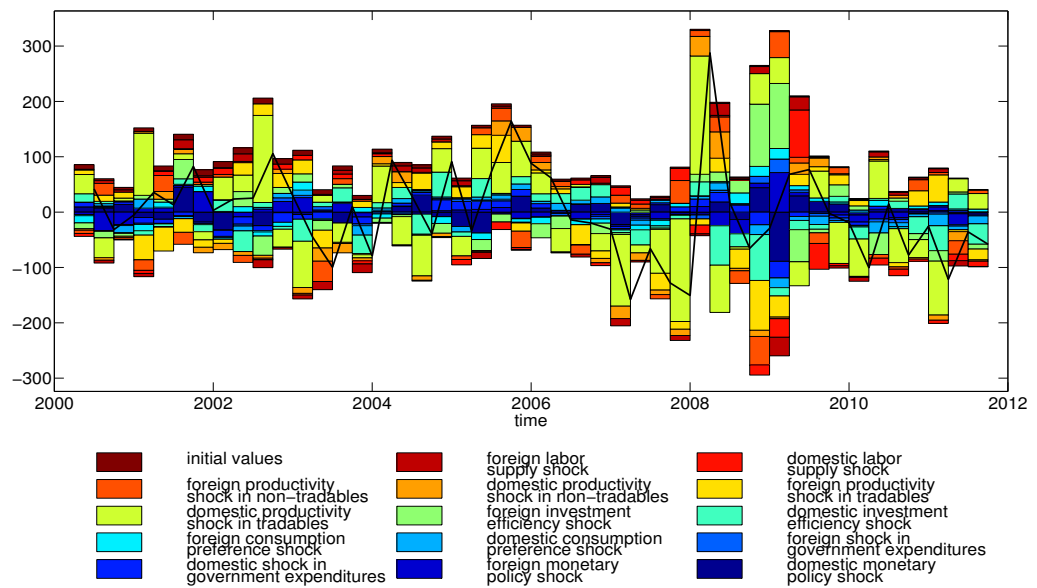 300
200
100
0
−100
−200
−300
2000
2002
2004
2006
2008
2010
2012
time
initial values
foreign labor
supply shock
domestic labor
supply shock
foreign productivity
shock in non−tradables
domestic productivity
shock in non−tradables
foreign productivity
shock in tradables
domestic productivity
shock in tradables
foreign investment
efficiency shock
domestic investment
efficiency shock
foreign consumption
preference shock
domestic consumption
preference shock
foreign shock in
government expenditures
domestic shock in
government expenditures
foreign monetary
policy shock
domestic monetary
policy shock